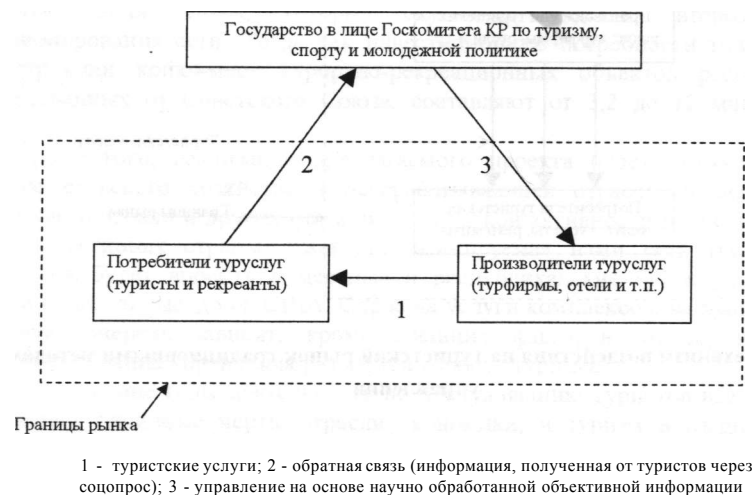 Государство в лице Госкомитета КР по туризму,
спорту и молодежной политике.
2
3
Потребители туруслуг
(туристы и рекреанты)
Производители туруслуг
(турфирмы, отели и т.п.)
1
Границы рынка
1 - туристские услуги; 2 - обратная связь (информация, полученная от туристов через
соцопрос); 3 - управление на основе научно обработанной объективной информации